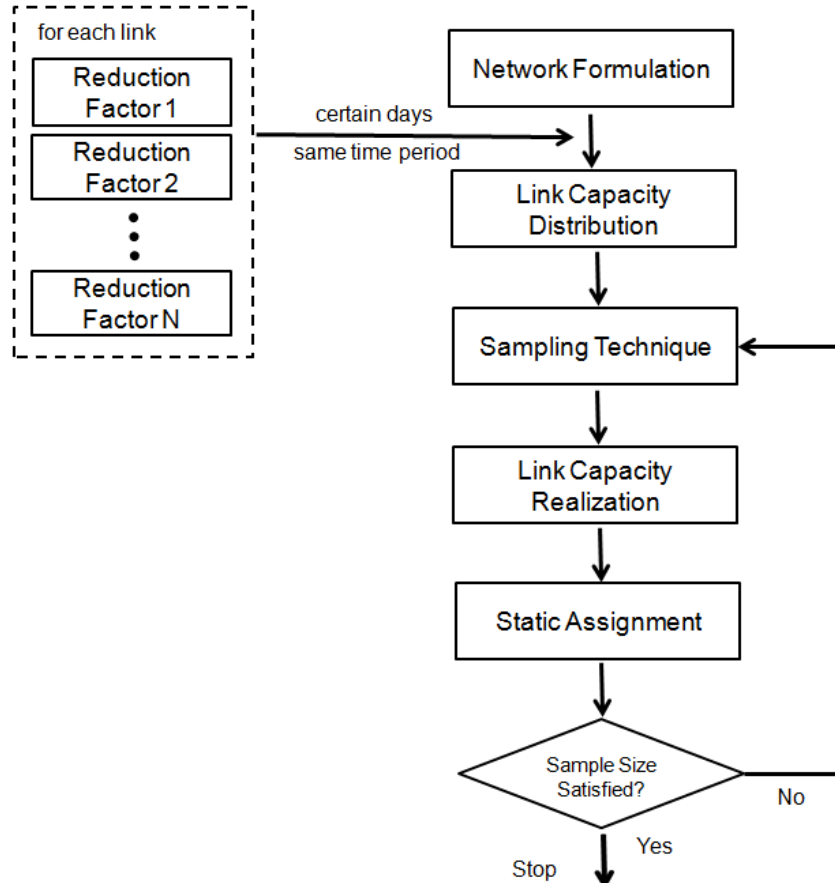 for each link
Reduction
Factor 1
Reduction
Factor 2
Reduction
Factor N
certain days
same time period
Network Formulation
Link Capacity
Distribution
Sampling Technique
Link Capacity
Realization
Static Assignment
Sample Size
Satisfied?
No
Yes
Stop